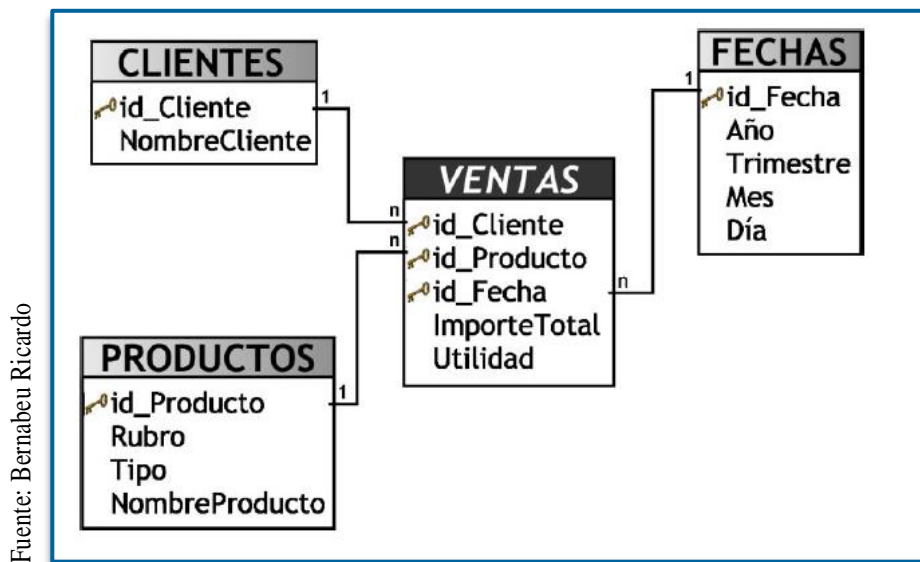 CLIENTES
id_Cliente
NombreCliente
1
n
PRODUCTOS
id_Producto
Rubro
Tipo
NombreProducto
1
n
VENTAS
id_Cliente
id_Producto
id_Fecha
ImporteTotal
Utilidad
n
1
FECHAS
id_Fecha
Año
Trimestre
Mes
Día
Fuente: Bernabeu Ricardo